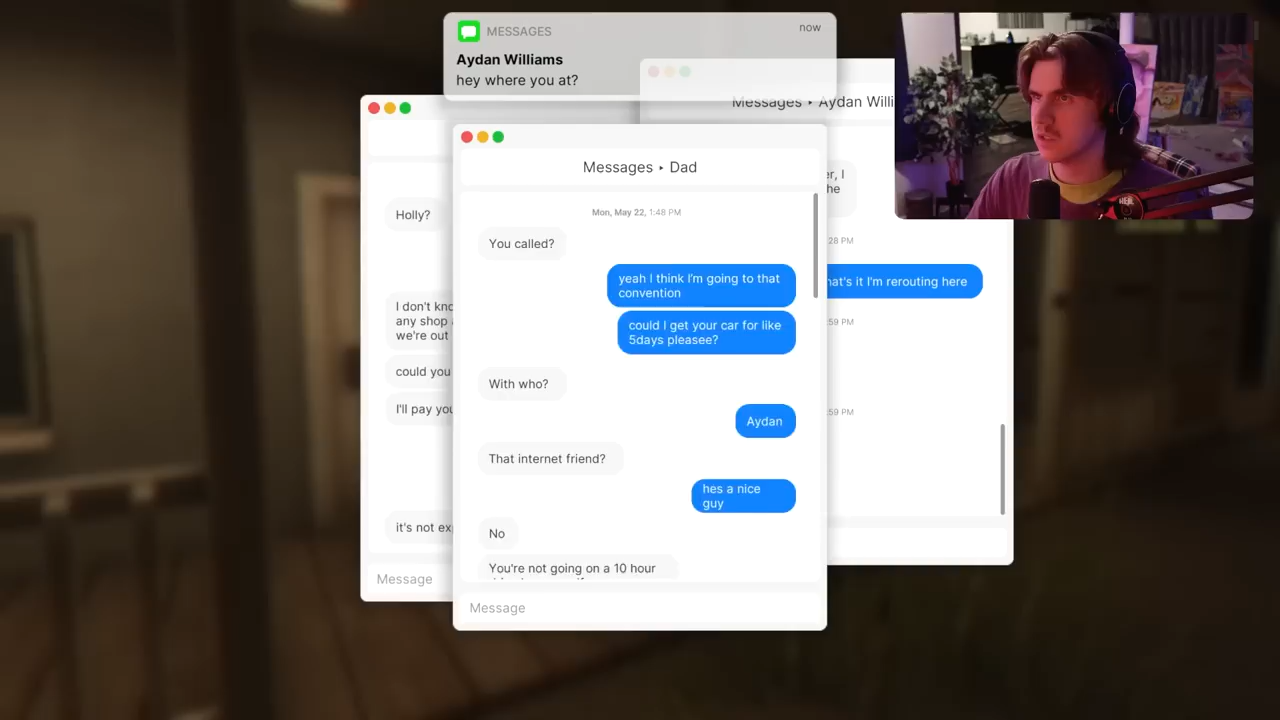 MESSAGES
now
Aydan Williams
hey where you at?
Messages ‣ Aydan Willi
Messages ‣ Dad
Mon, May 22, 1:48 PM
You called?
yeah I think I'm going to that
convention
could I get your car for like
5days pleasee?
With who?
Aydan
That internet friend?
hes a nice
guy
No
You're not going on a 10 hour
Message
Holly?
I don't kno
any shop
we're out
could you
I'll pay you
it's not exp
Message
er, I
he
28 PM
hat's it I'm rerouting here
:59 PM
:59 PM